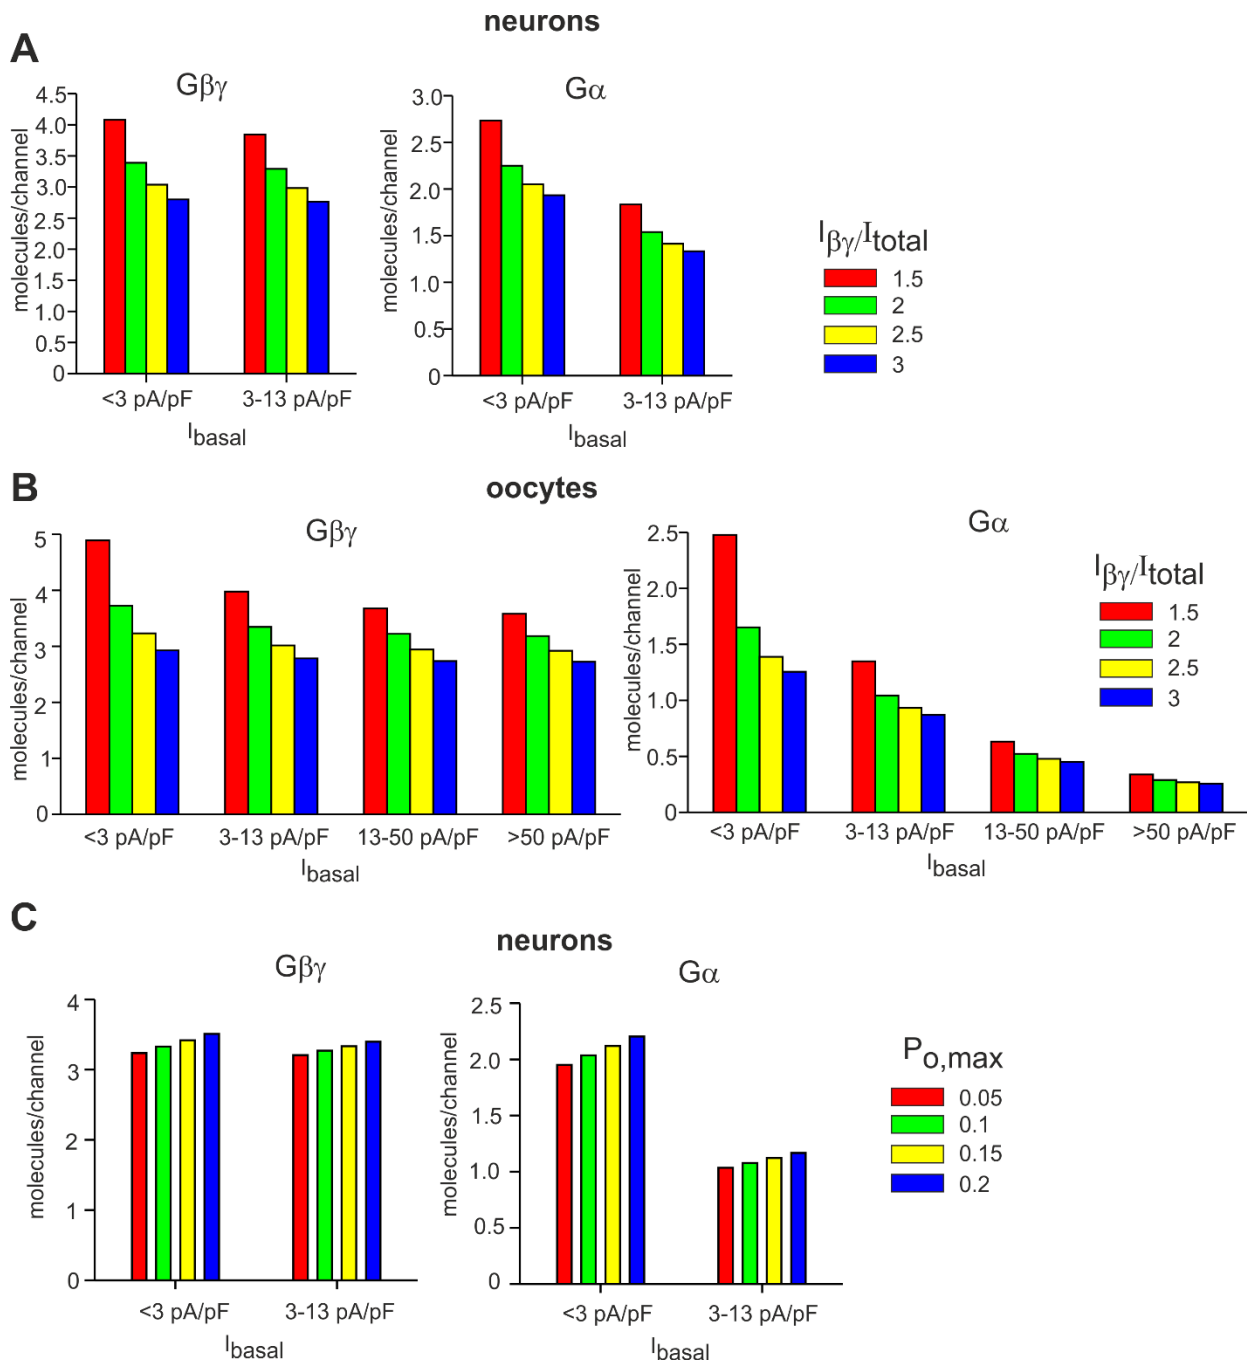 neurons
A
Gβγ
Gα
molecules/channel
4.5
4.0
3.5
3.0
2.5
2.0
1.5
1.0
0.5
0
<3 pA/pF
3-13 pA/pF
Ibasal
molecules/channel
3.0
2.5
2.0
1.5
1.0
0.5
0
<3 pA/pF
3-13 pA/pF
Ibasal
Iβγ/Itotal
1.5
2
2.5
3
B
oocytes
Gβγ
Gα
molecules/channel
5
4
3
2
1
0
<3 pA/pF
3-13 pA/pF
13-50 pA/pF
>50 pA/pF
Ibasal
molecules/channel
2.5
2.0
1.5
1.0
0.5
0
<3 pA/pF
3-13 pA/pF
13-50 pA/pF
>50 pA/pF
Ibasal
Iβγ/Itotal
1.5
2
2.5
3
C
neurons
Gβγ
Gα
molecules/channel
4
3
2
1
0
<3 pA/pF
3-13 pA/pF
Ibasal
molecules/channel
2.5
2.0
1.5
1.0
0.5
0
<3 pA/pF
3-13 pA/pF
Ibasal
Po,max
0.05
0.1
0.15
0.2